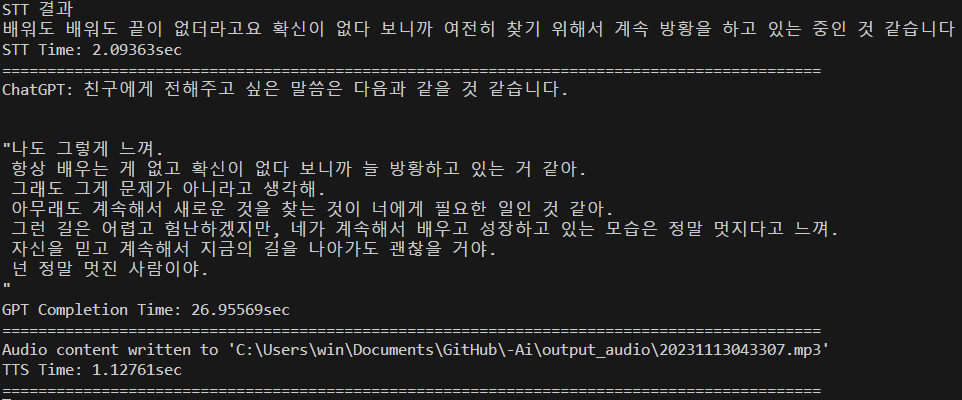 STT 결과
배워도 배워도 끝이 없더라고요 확신이 없다 보니까 여전히 찾기 위해서 계속 방황을 하고 있는 중인 것 같습니다
STT Time: 2.09363sec
===========================================================================================
ChatGPT: 친구에게 전해주고 싶은 말씀은 다음과 같을 것 같습니다.
"나도 그렇게 느껴.
항상 배우는 게 없고 확신이 없다 보니까 늘 방황하고 있는 거 같아.
그래도 그게 문제가 아니라고 생각해.
아무래도 계속해서 새로운 것을 찾는 것이 너에게 필요한 일인 것 같아.
그런 길은 어렵고 험난하겠지만, 네가 계속해서 배우고 성장하고 있는 모습은 정말 멋지다고 느껴.
자신을 믿고 계속해서 지금의 길을 나아가도 괜찮을 거야.
넌 정말 멋진 사람이야.
"
GPT Completion Time: 26.95569sec
===========================================================================================
Audio content written to 'C:\Users\win\Documents\GitHub\-Ai\output_audio\20231113043307.mp3'
TTS Time: 1.12761sec
===========================================================================================